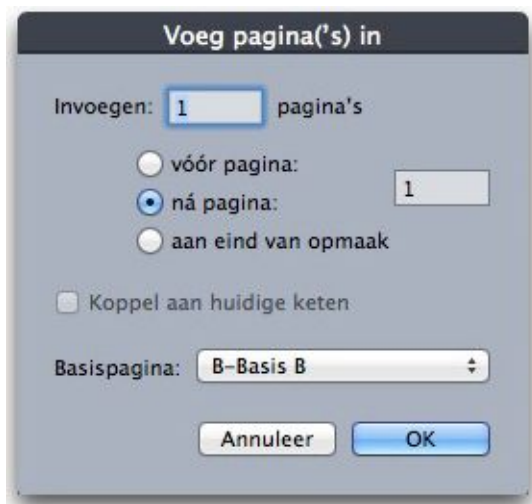 Voeg pagina('s) in
Invoegen: 1 pagina's
vóór pagina:
ná pagina: 1
aan eind van opmaak
Koppel aan huidige keten
Basispagina: B-Basis B
Annuleer OK